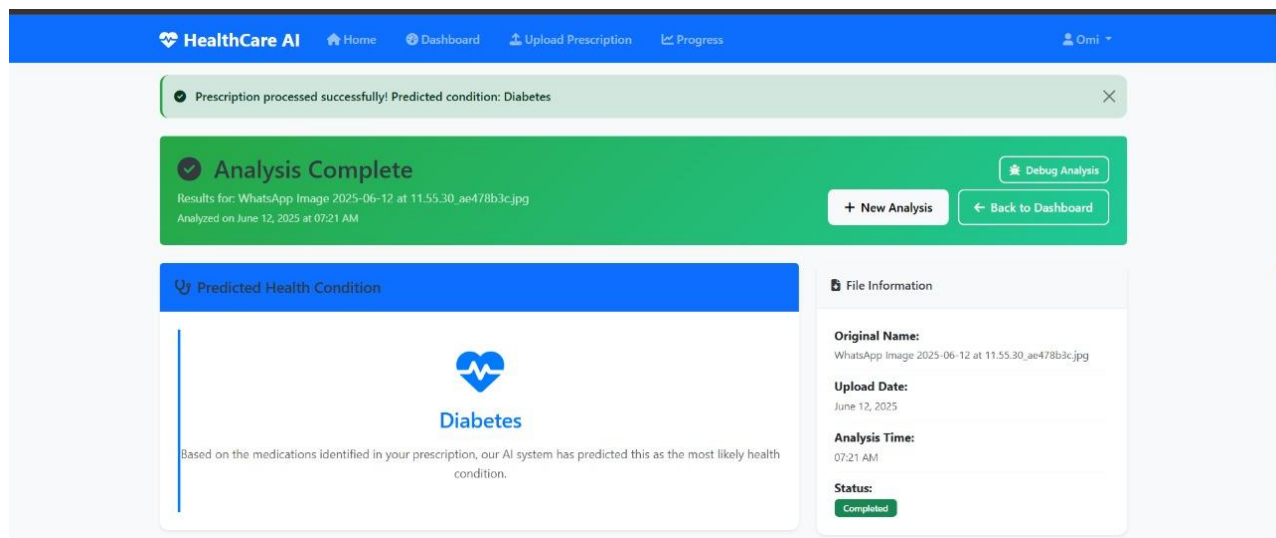 HealthCare AI Home Dashboard Upload Prescription Progress Omi
Prescription processed successfully! Predicted condition: Diabetes
Analysis Complete
Results for: WhatsApp Image 2025-06-12 at 11.55.30_ae478b3c.jpg
Analyzed on June 12, 2025 at 07:21 AM
Debug Analysis
+ New Analysis
← Back to Dashboard
Predicted Health Condition
Diabetes
Based on the medications identified in your prescription, our AI system has predicted this as the most likely health
condition.
File Information
Original Name:
WhatsApp Image 2025-06-12 at 11.55.30_ae478b3c.jpg
Upload Date:
June 12, 2025
Analysis Time:
07:21 AM
Status:
Completed